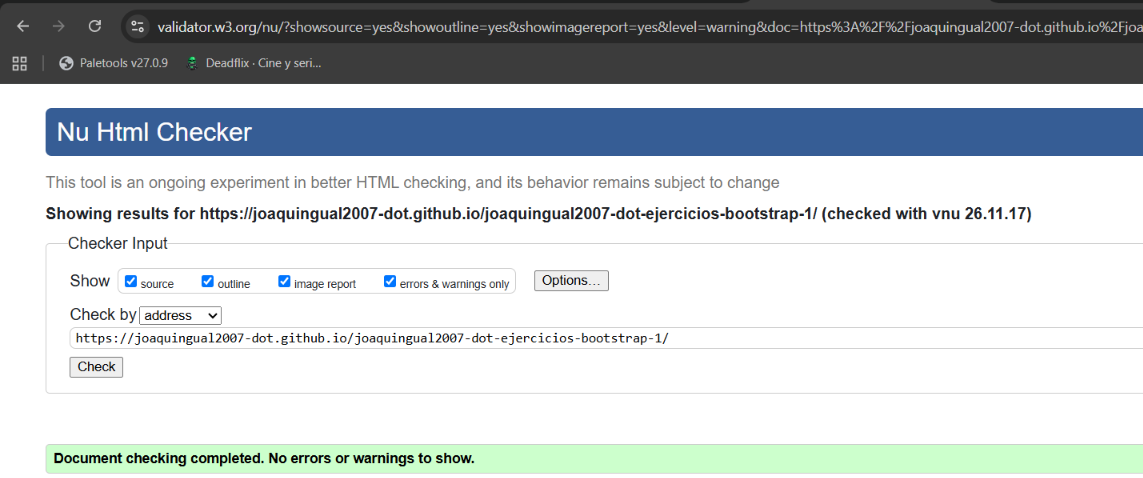 validator.w3.org/nu/?showsource=yes&showoutline=yes&showimagereport=yes&level=warning&doc=https%3A%2F%2Fjoaquingual2007-dot.github.io%2Fjoa
Paletools v27.0.9 Deadflix · Cine y seri...
Nu Html Checker
This tool is an ongoing experiment in better HTML checking, and its behavior remains subject to change
Showing results for https://joaquingual2007-dot.github.io/joaquingual2007-dot-ejercicios-bootstrap-1/ (checked with vnu 26.11.17)
Checker Input
Show source outline image report errors & warnings only Options...
Check by address
https://joaquingual2007-dot.github.io/joaquingual2007-dot-ejercicios-bootstrap-1/
Check
Document checking completed. No errors or warnings to show.